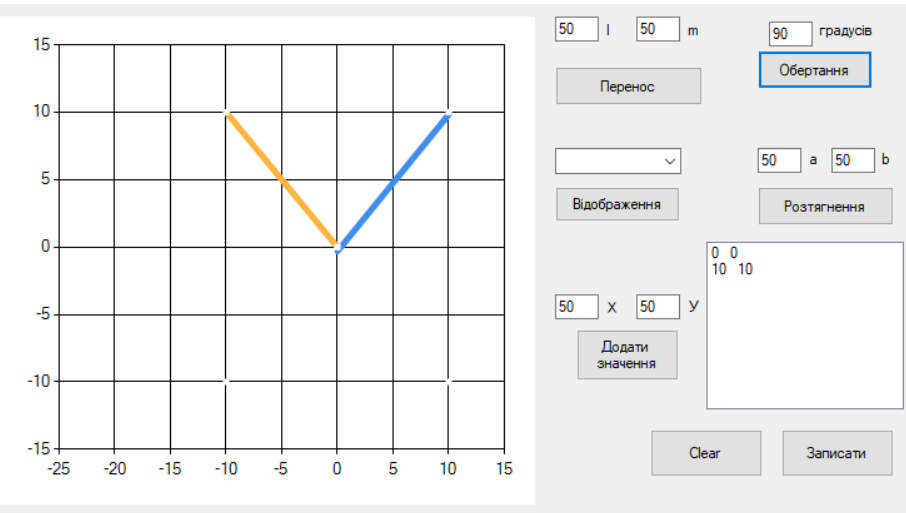 15
10
5
0
-5
-10
-15
-25 -20 -15 -10 -5 0 5 10 15
50 l 50 m
Перенос
90 градусів
Обертання
Відображення
50 a 50 b
Розтягнення
0 0
10 10
50 X 50 У
Додати
значення
Clear
Записати